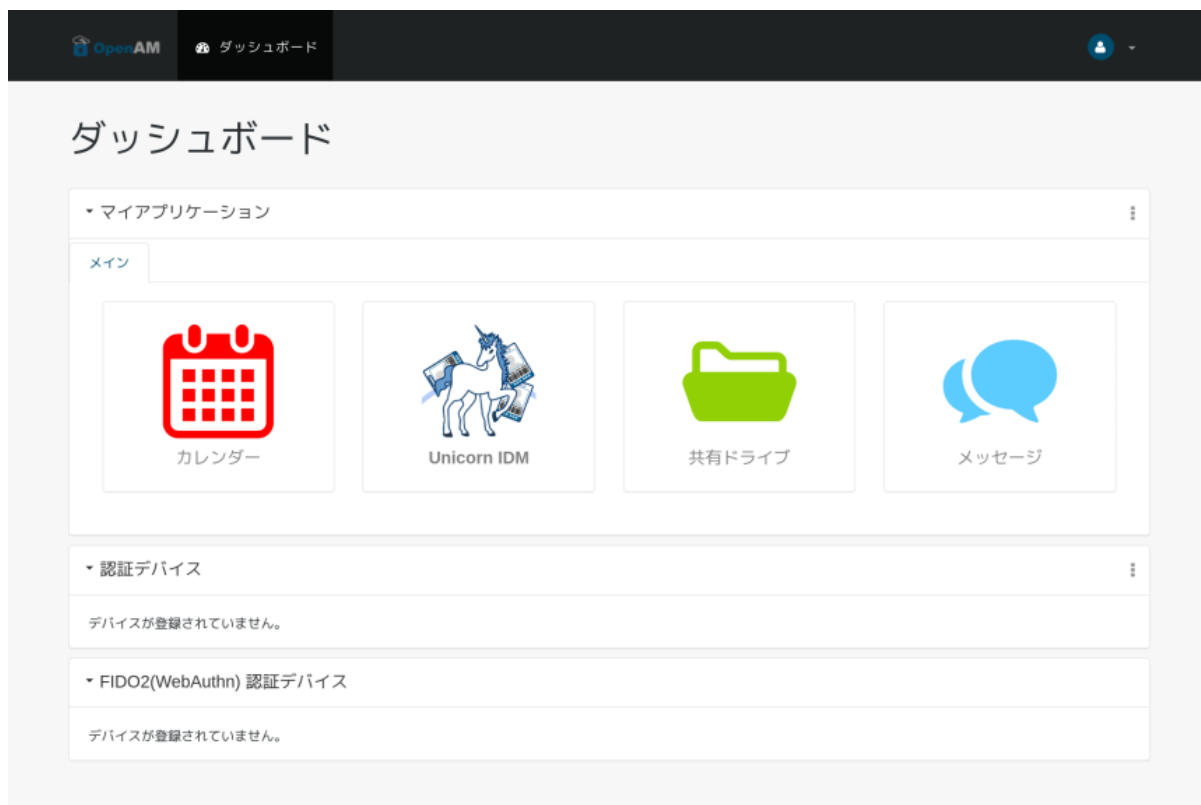 OpenAM ダッシュボード
ダッシュボード
マイアプリケーション
メイン
カレンダー Unicorn IDM 共有ドライブ メッセージ
認証デバイス
デバイスが登録されていません。
FIDO2(WebAuthn) 認証デバイス
デバイスが登録されていません。